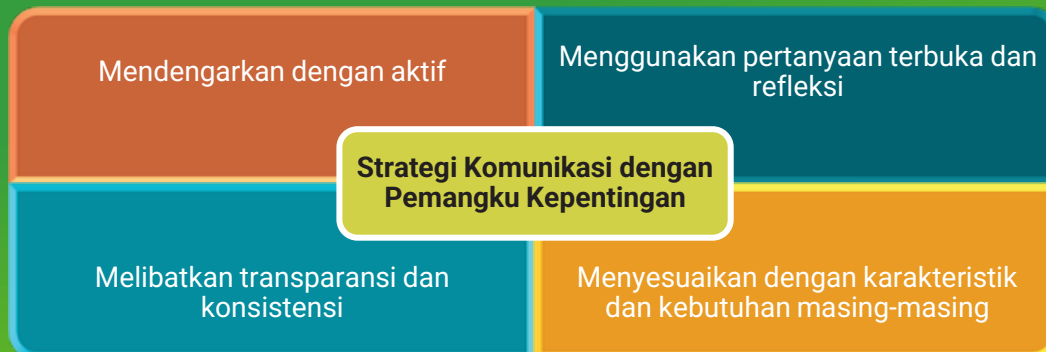 Mendengarkan dengan aktif
Menggunakan pertanyaan terbuka dan
refleksi
Strategi Komunikasi dengan
Pemangku Kepentingan
Melibatkan transparansi dan
konsistensi
Menyesuaikan dengan karakteristik
dan kebutuhan masing-masing